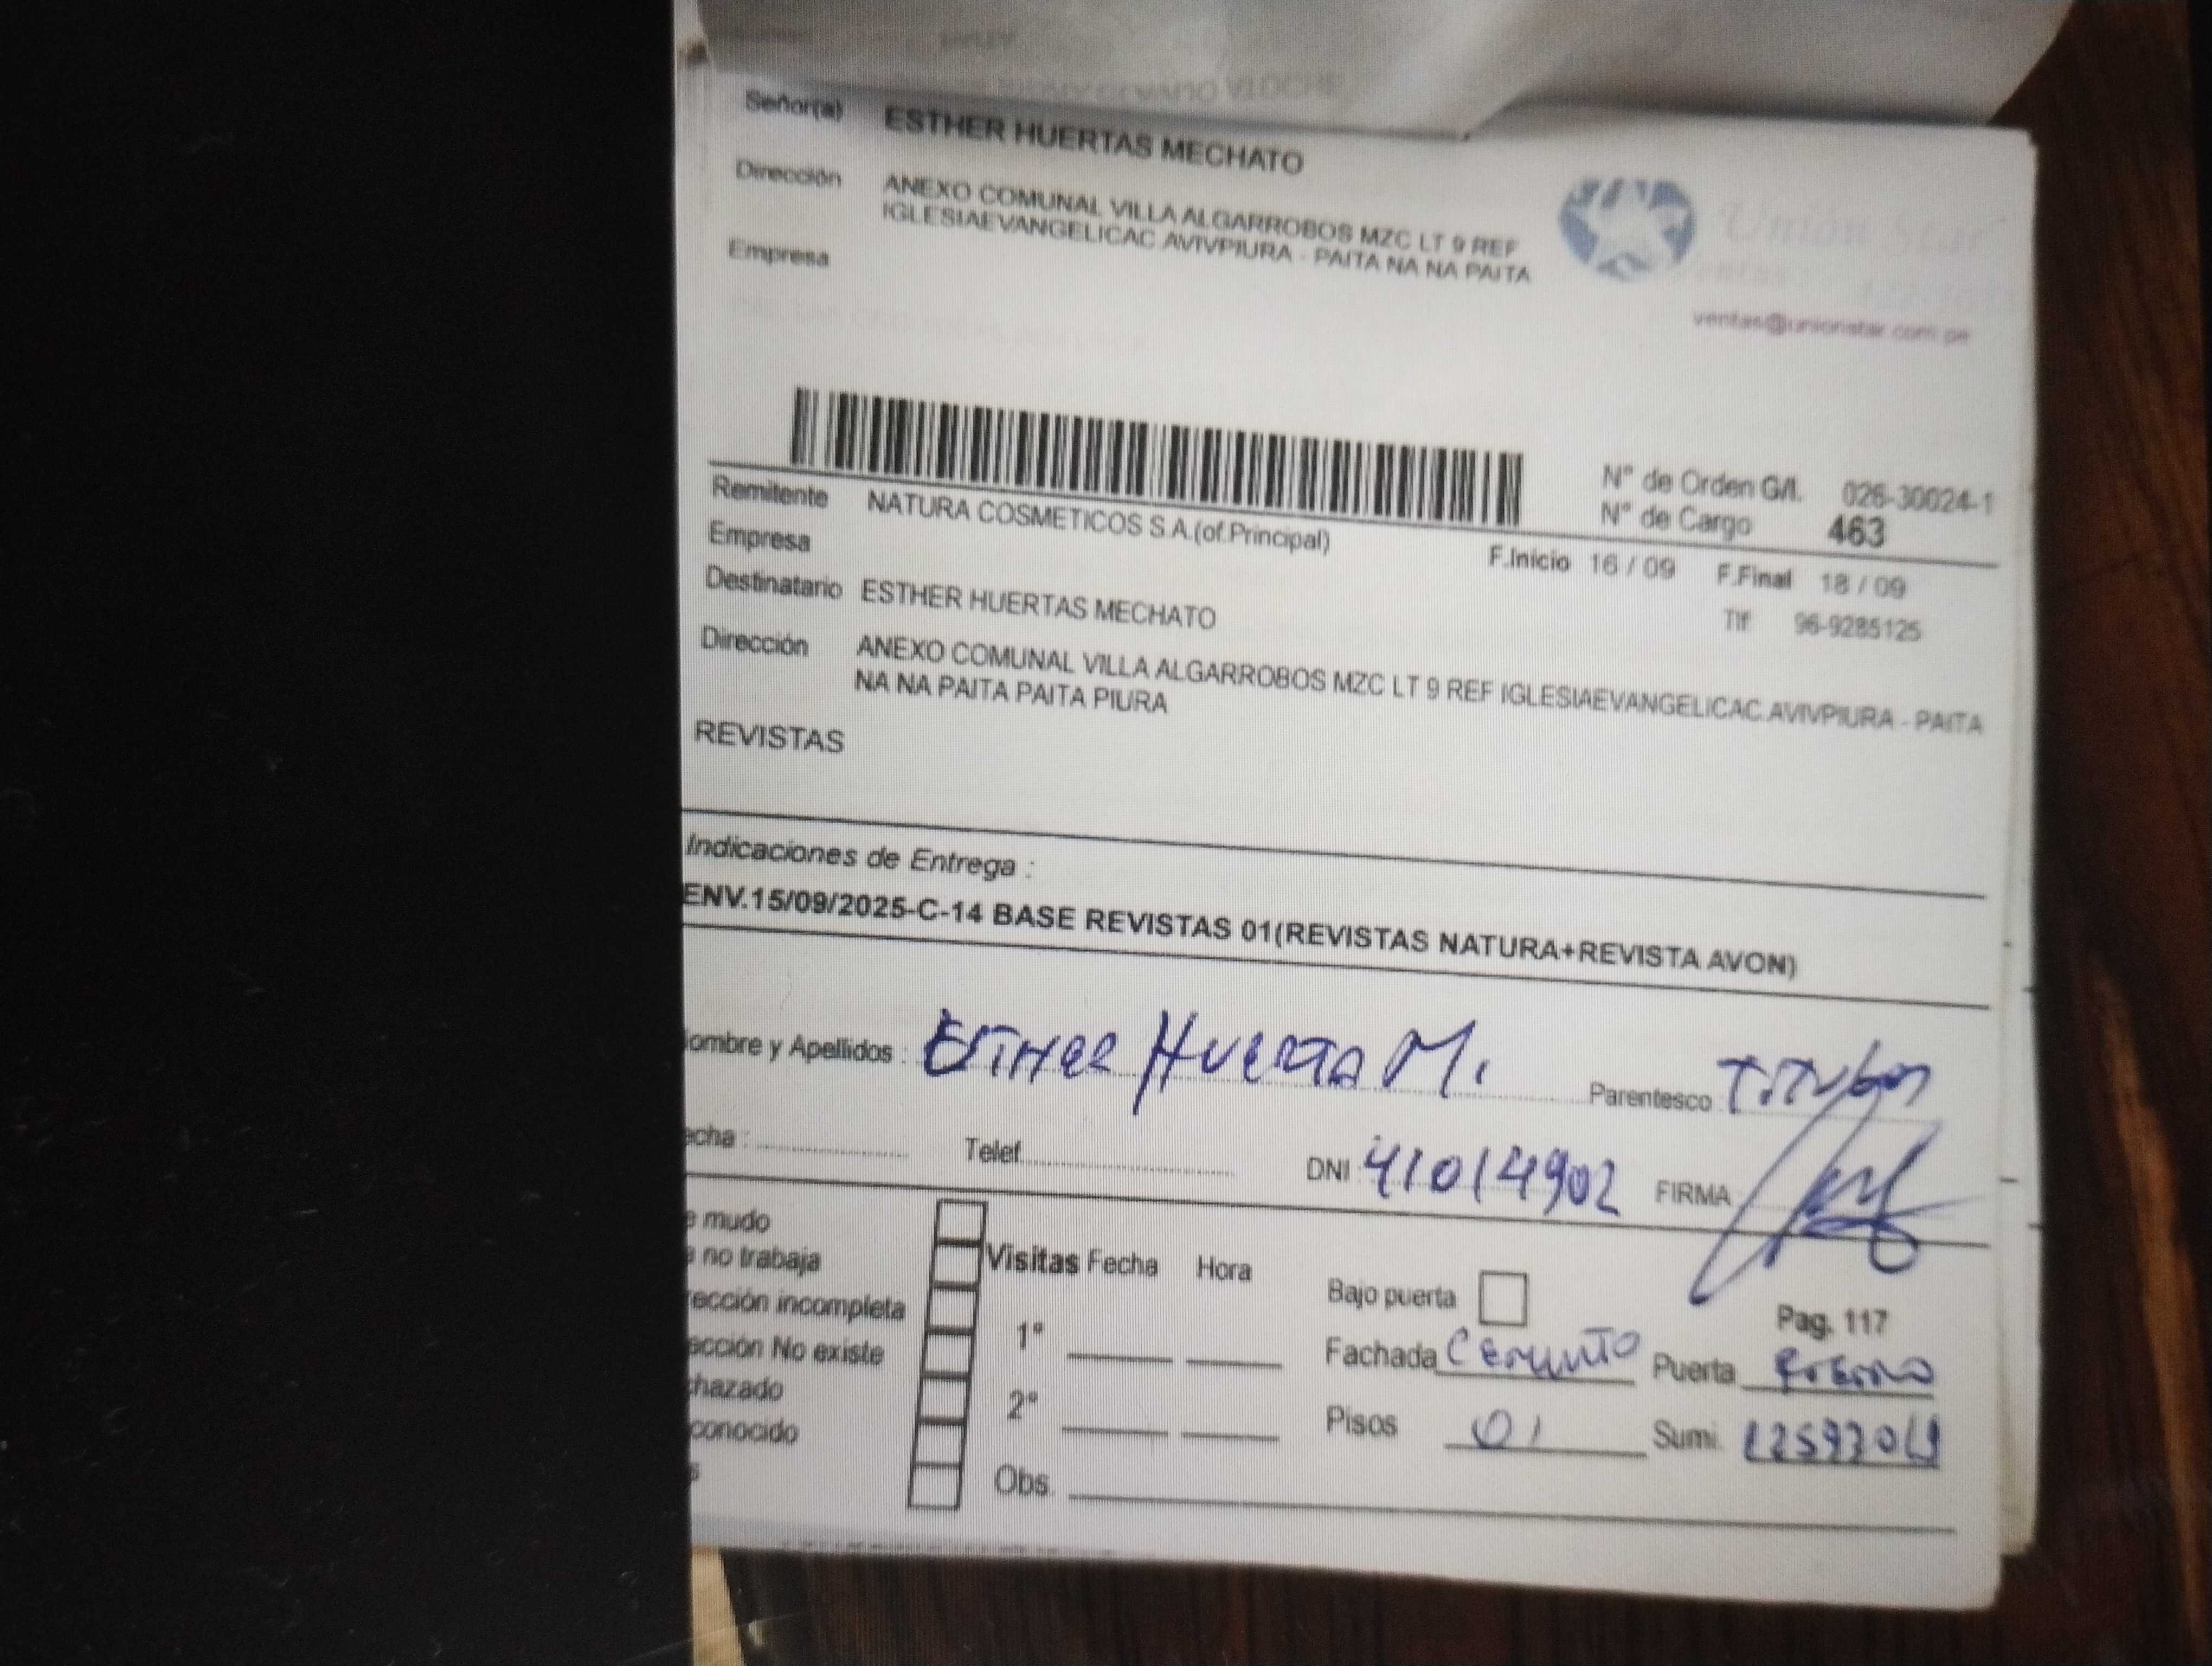 Señor(a) ESTHER HUERTAS MECHATO
Dirección ANEXO COMUNAL VILLA ALGARROBOS MZC LT 9 REF
IGLESIAEVANGELICAC.AVIVPIURA - PAITA NA NA PAITA
Empresa
Union Star
ventas@unionstar.com.pe
N° de Orden G/I. 026-30024-1
N° de Cargo 463
Remitente NATURA COSMETICOS S.A.(of.Principal)
Empresa
F.Inicio 16 / 09 F.Final 18 / 09
Destinatario ESTHER HUERTAS MECHATO
Tlf 96-9285125
Dirección ANEXO COMUNAL VILLA ALGARROBOS MZC LT 9 REF IGLESIAEVANGELICAC.AVIVPIURA - PAITA
NA NA PAITA PAITA PIURA
REVISTAS
Indicaciones de Entrega :
ENV.15/09/2025-C-14 BASE REVISTAS 01(REVISTAS NATURA+REVISTA AVON)
ombre y Apellidos : ESTHER HUERTA M. Parentesco
echa : Telef. DNI 41014902 FIRMA
e mudo
no trabaja
rección incompleta
ección No existe
chazado
conocido
s
Visitas Fecha Hora
1°
2°
Obs.
Bajo puerta
Pag. 117
Fachada CEMENTO Puerta
Pisos 01 Sumi.